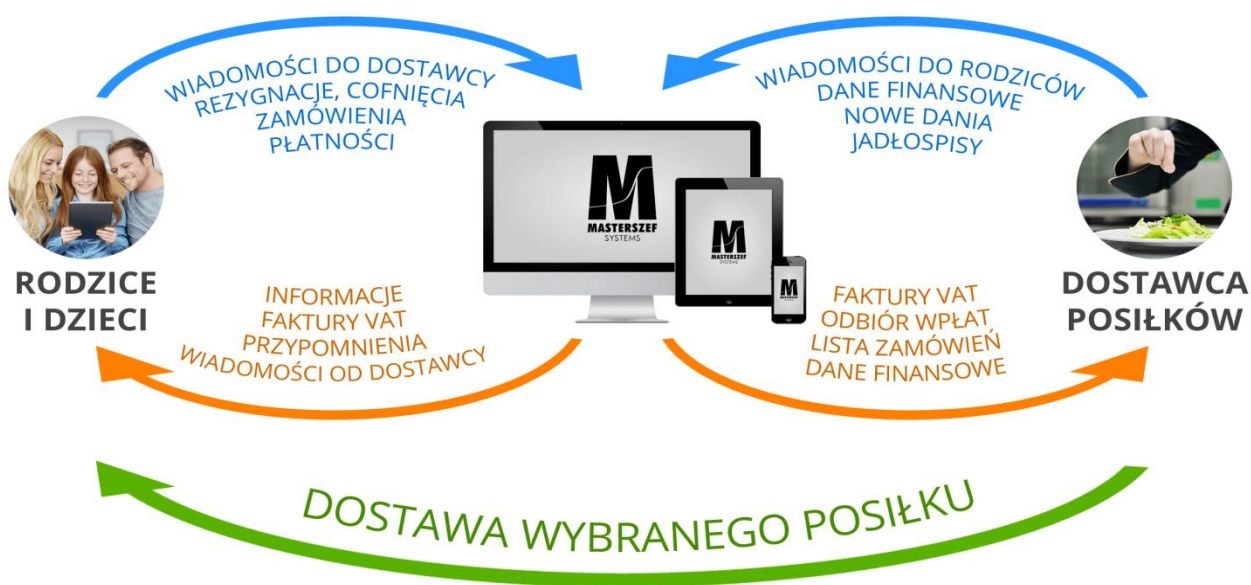 WIADOMOŚCI DO DOSTAWCY
REZYGNACJE, COFNIĘCIA
ZAMÓWIENIA
PŁATNOŚCI
WIADOMOŚCI DO RODZICÓW
DANE FINANSOWE
NOWE DANIA
JADŁOSPISY
M
MASTERSZEF
SYSTEMS
M
MASTERSZEF
SYSTEMS
M
RODZICE
I DZIECI
DOSTAWCA
POSIŁKÓW
INFORMACJE
FAKTURY VAT
PRZYPOMNIENIA
WIADOMOŚCI OD DOSTAWCY
FAKTURY VAT
ODBIÓR WPŁAT
LISTA ZAMÓWIEŃ
DANE FINANSOWE
DOSTAWA WYBRANEGO POSIŁKU